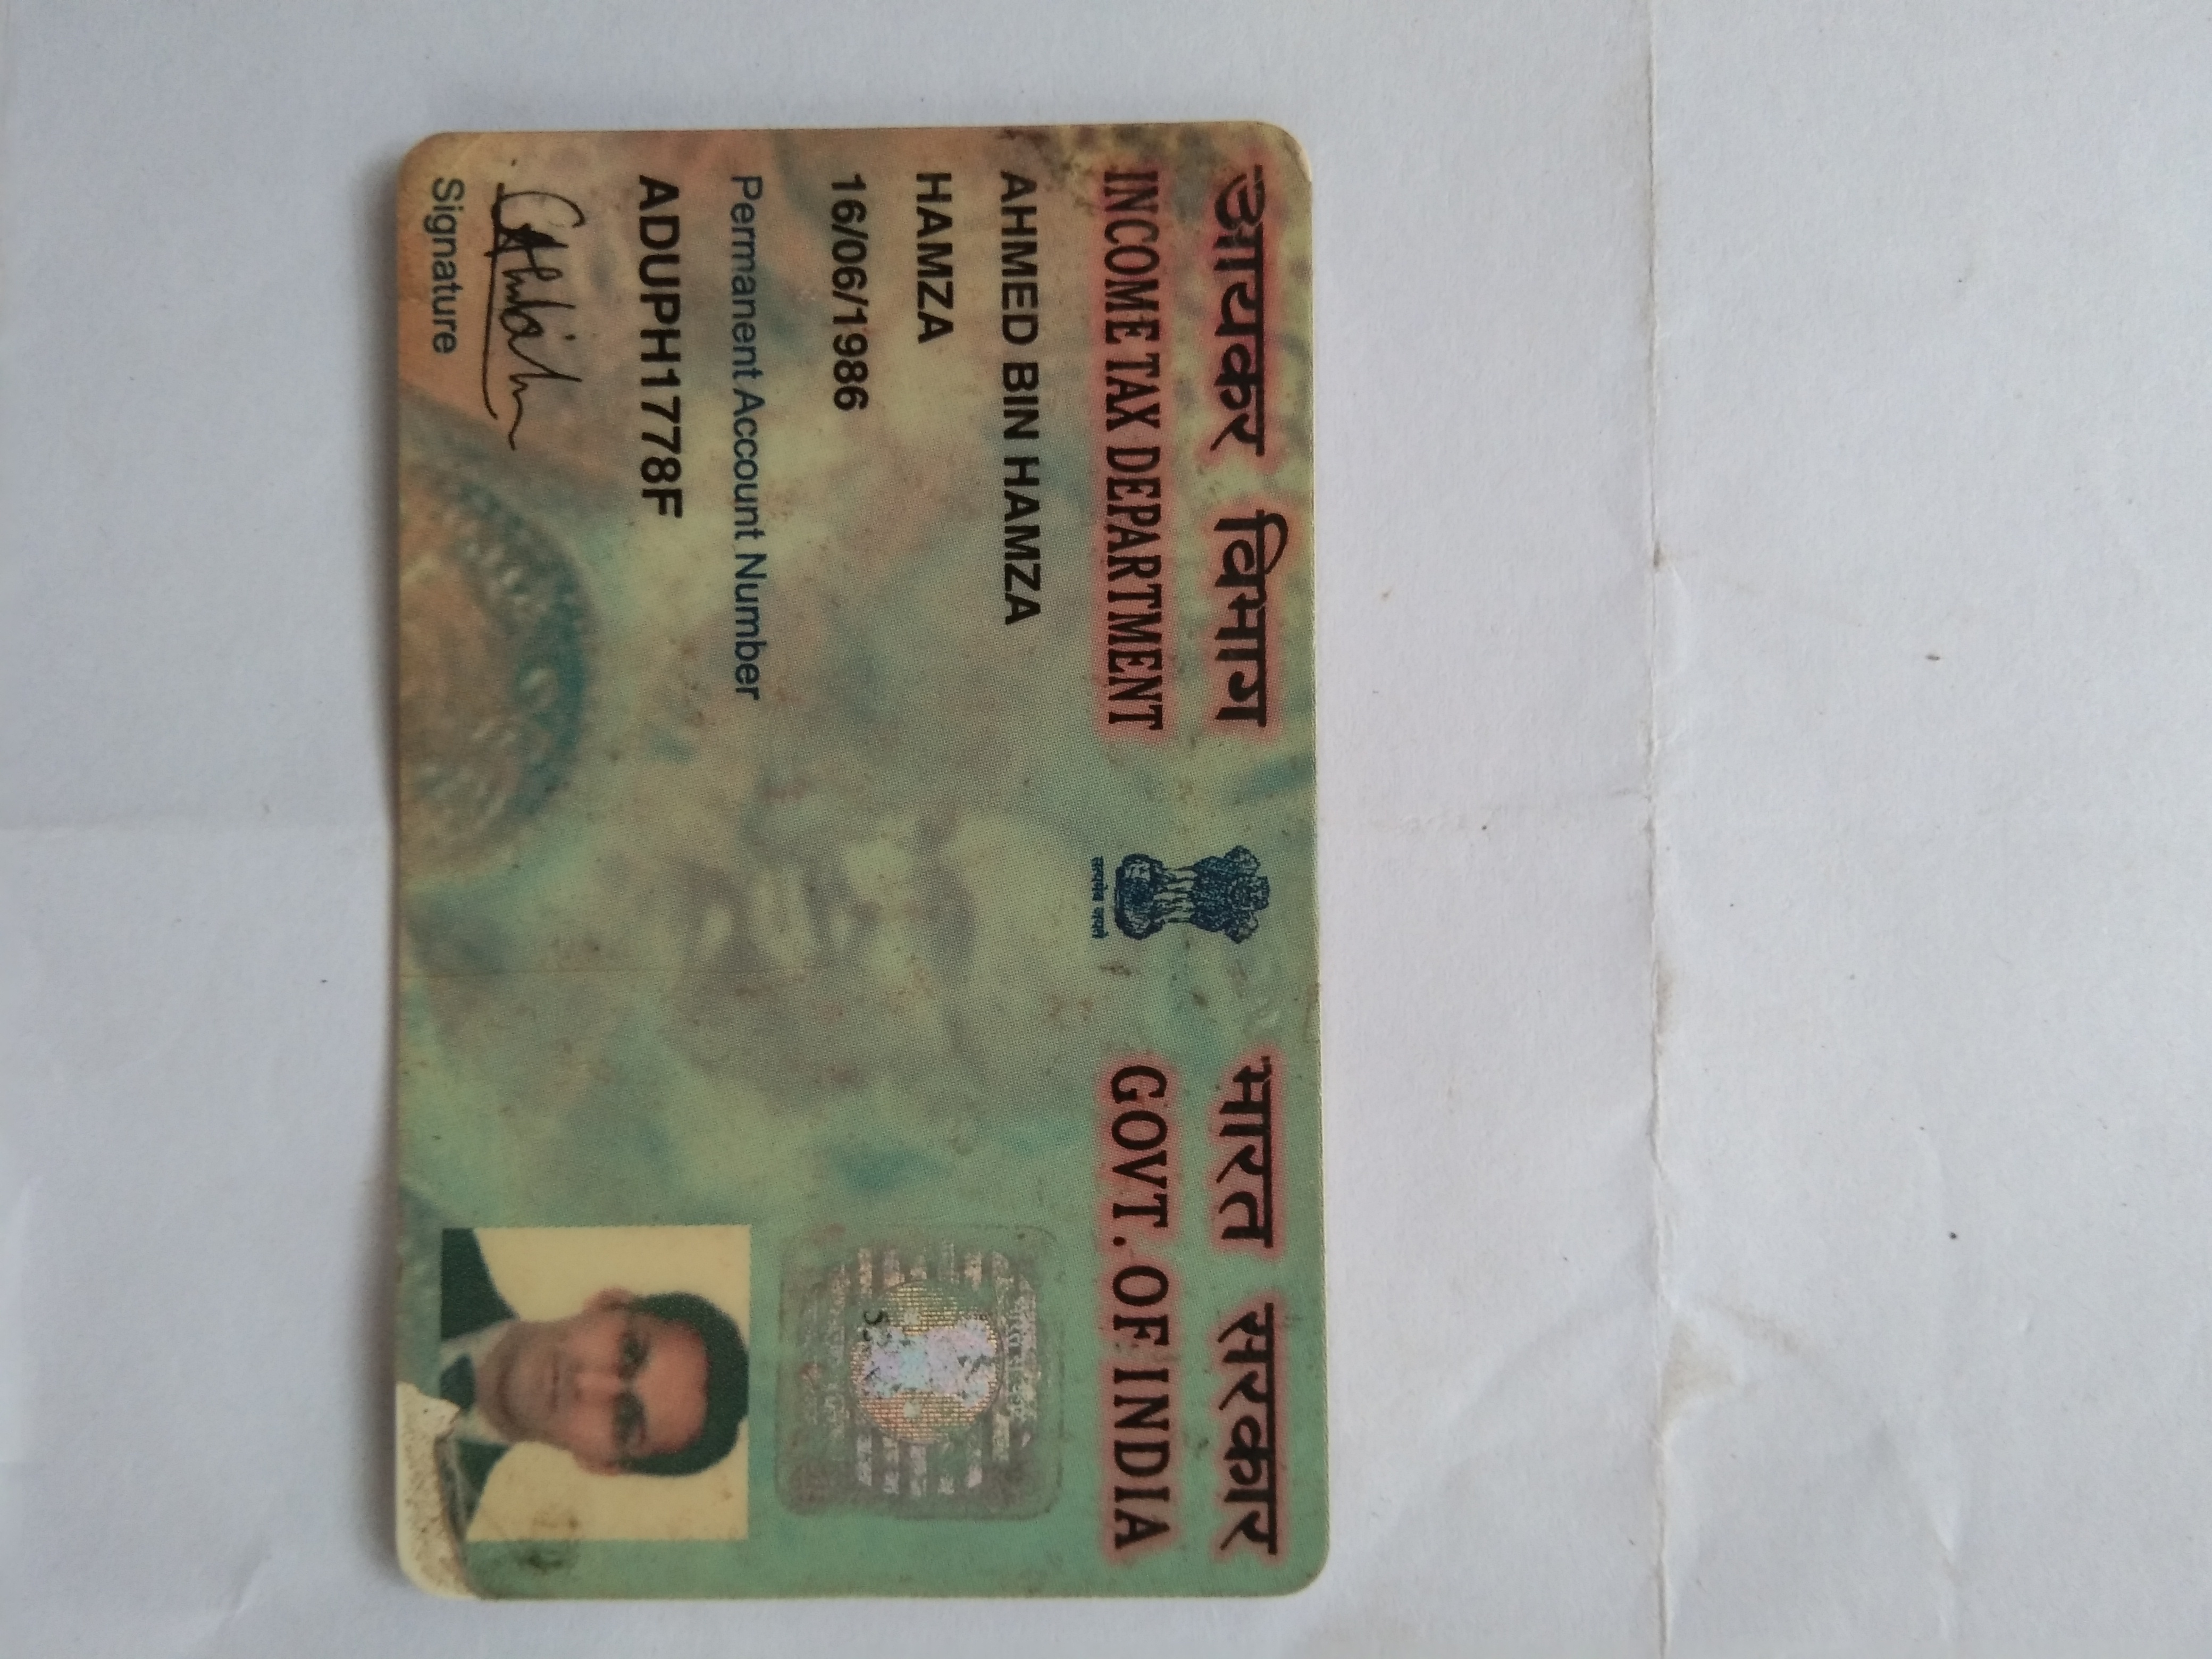 आयकर विभाग
INCOME TAX DEPARTMENT
सत्यमेव जयते
भारत सरकार
GOVT. OF INDIA
AHMED BIN HAMZA
HAMZA
16/06/1986
Permanent Account Number
ADUPH1778F
Signature